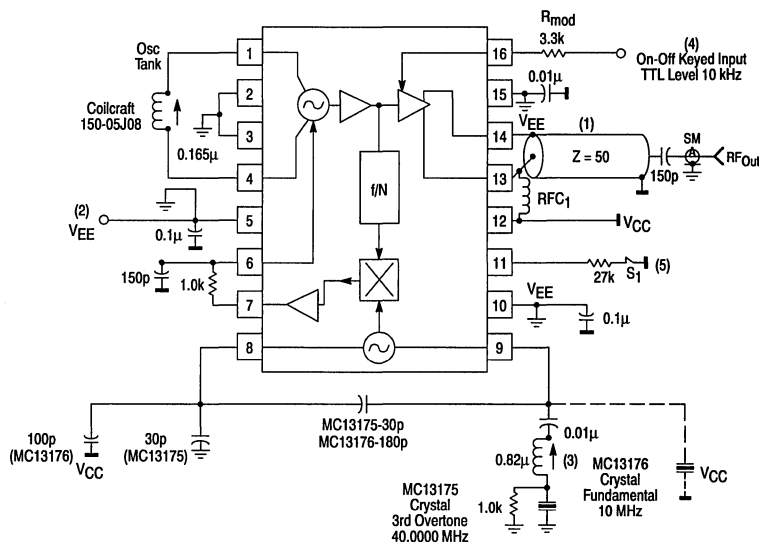 Osc
Tank
Coilcraft
150-05J08
0.165µ
(2)
VEE
0.1µ
150p
1.0k
1
2
3
4
5
6
7
8
f/N
16
15
14
13
12
11
10
9
Rmod
3.3k
(4)
On-Off Keyed Input
TTL Level 10 kHz
0.01µ
VEE
(1)
Z = 50
150p
SMA
RFOut
RFC1
VCC
27k
S1
(5)
VEE
0.1µ
100p
(MC13176)
VCC
30p
(MC13175)
MC13175-30p
MC13176-180p
0.01µ
0.82µ
(3)
1.0k
MC13175
Crystal
3rd Overtone
40.0000 MHz
MC13176
Crystal
Fundamental
10 MHz
VCC